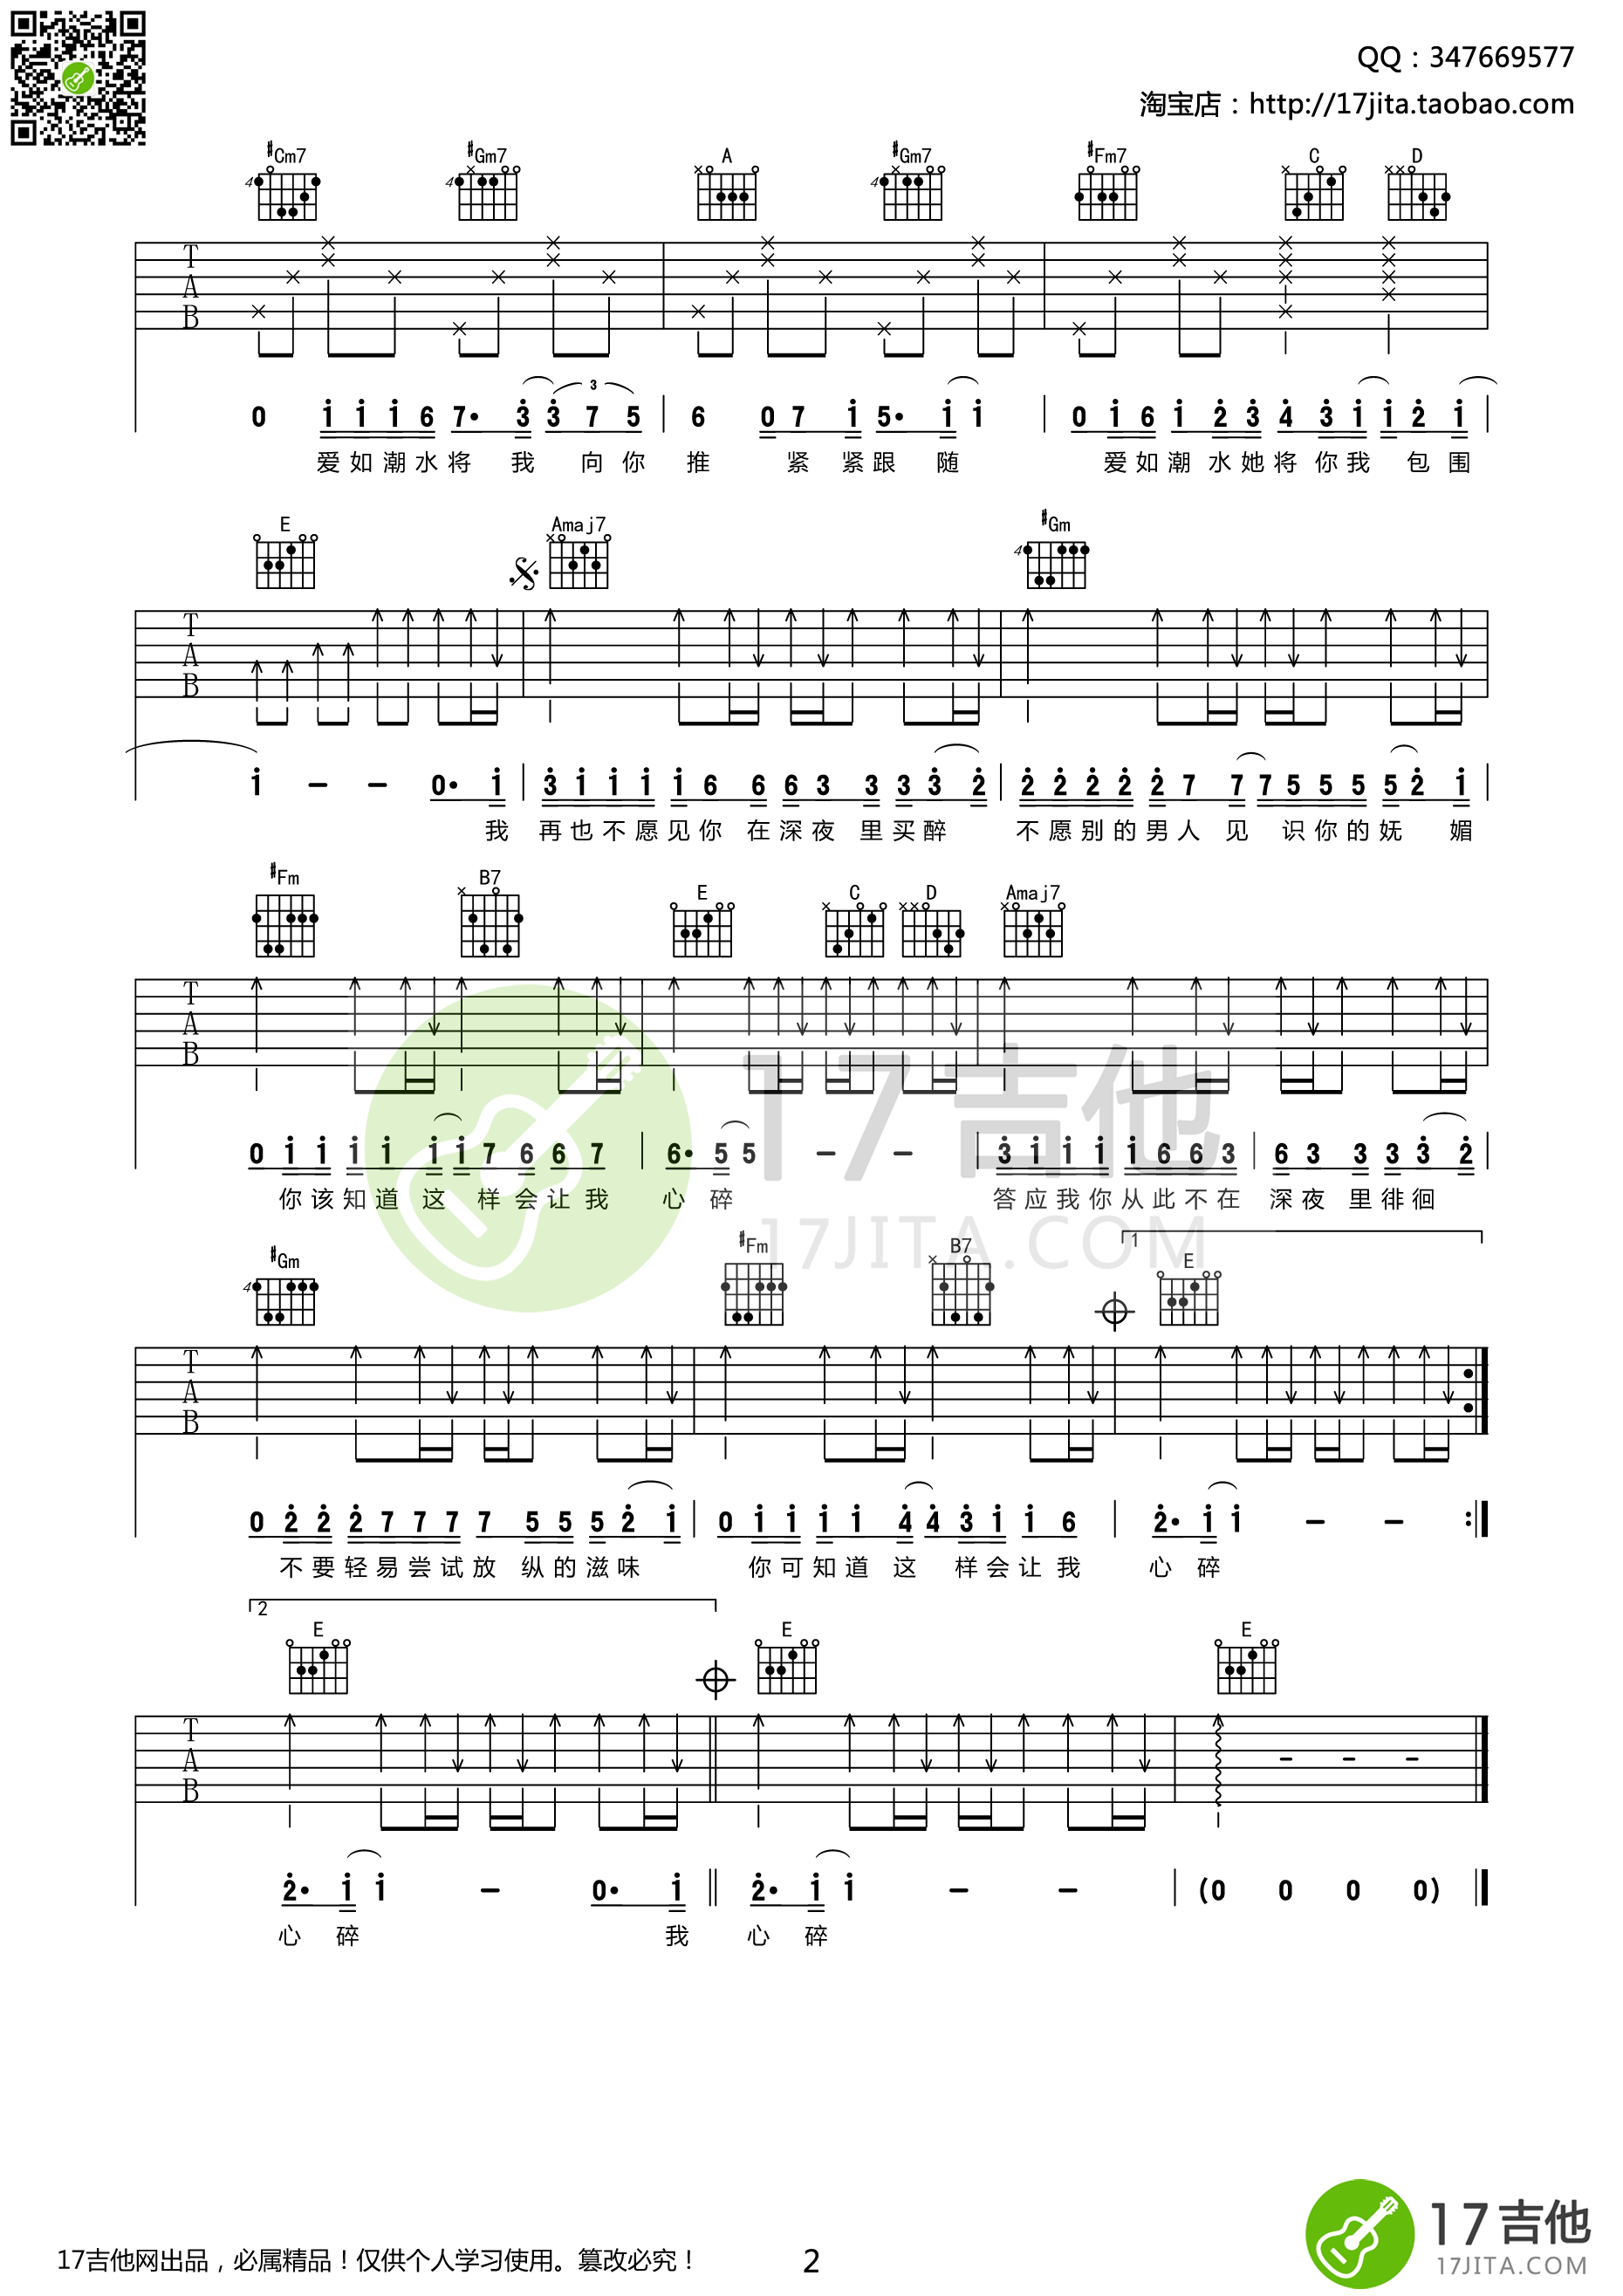 QQ：347669577
淘宝店：http://17jita.taobao.com
#Cm7 #Gm7 A #Gm7 #Fm7 C D
4 4 4
T A B
3
0 1 1 1 6 7· 3 3 7 5 | 6 0 7 1 5· 1 1 | 0 1 6 1 2 3 4 3 1 1 2 1 |
爱如潮水将 我 向你 推 紧 紧跟 随 爱如潮水她将你我 包围
E Amaj7 #Gm
4
T A B
1 – – 0· 1 | 3 1 1 1 1 6 6 6 3 3 3 3 2 | 2 2 2 2 2 7 7 7 5 5 5 5 2 1 |
我 再也不愿见你 在深夜 里买醉 不愿别的男人 见 识你的妩 媚
#Fm B7 E C D Amaj7
T A B
0 1 1 1 1 1 1 7 6 6 7 | 6· 5 5 – – | 3 1 1 1 1 6 6 3 | 6 3 3 3 3 2 |
你该知道这 样会让我 心 碎 答应我你从此不在 深夜 里徘徊
17吉他
17JITA.COM
#Gm #Fm B7 1 E
4
T A B
0 2 2 2 7 7 7 7 5 5 5 2 1 | 0 1 1 1 1 4 4 3 1 1 6 | 2· 1 1 – – :|
不要轻易尝试放 纵的滋味 你可知道这 样会让我 心 碎
2 E E E
T A B
– – –
2· 1 1 – 0· 1 || 2· 1 1 – – | (0 0 0 0) ||
心 碎 我 心 碎
17吉他网出品，必属精品！仅供个人学习使用。篡改必究！
2
17吉他
17JITA.COM